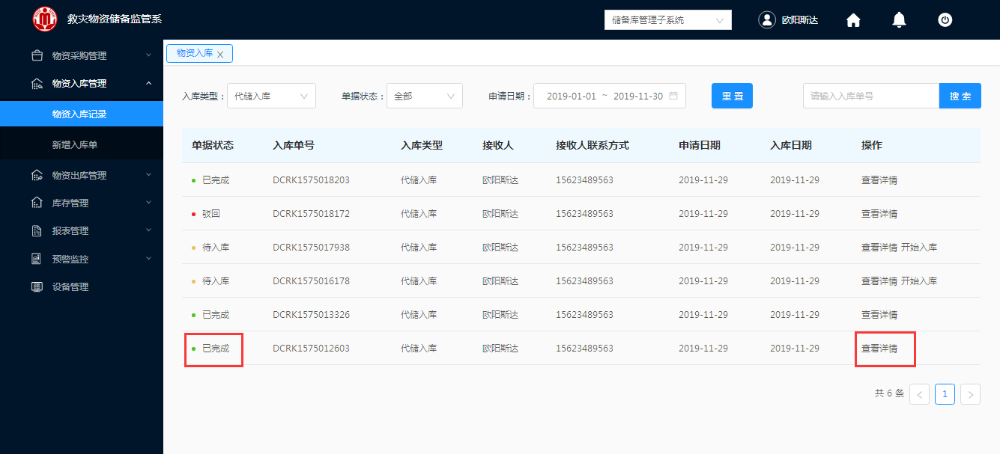 救灾物资储备监管系
储备库管理子系统
欧阳斯达
物资采购管理
物资入库管理
物资入库记录
新增入库单
物资出库管理
库存管理
报表管理
预警监控
设备管理
物资入库
入库类型： 代储入库 单据状态： 全部 申请日期： 2019-01-01 ~ 2019-11-30 重置 请输入入库单号 搜索
单据状态 入库单号 入库类型 接收人 接收人联系方式 申请日期 入库日期 操作
已完成 DCRK1575018203 代储入库 欧阳斯达 15623489563 2019-11-29 2019-11-29 查看详情
驳回 DCRK1575018172 代储入库 欧阳斯达 15623489563 2019-11-29 2019-11-29 查看详情
待入库 DCRK1575017938 代储入库 欧阳斯达 15623489563 2019-11-29 2019-11-29 查看详情 开始入库
待入库 DCRK1575016178 代储入库 欧阳斯达 15623489563 2019-11-29 2019-11-29 查看详情 开始入库
已完成 DCRK1575013326 代储入库 欧阳斯达 15623489563 2019-11-29 2019-11-29 查看详情
已完成 DCRK1575012603 代储入库 欧阳斯达 15623489563 2019-11-29 2019-11-29 查看详情
共 6 条 < 1 >